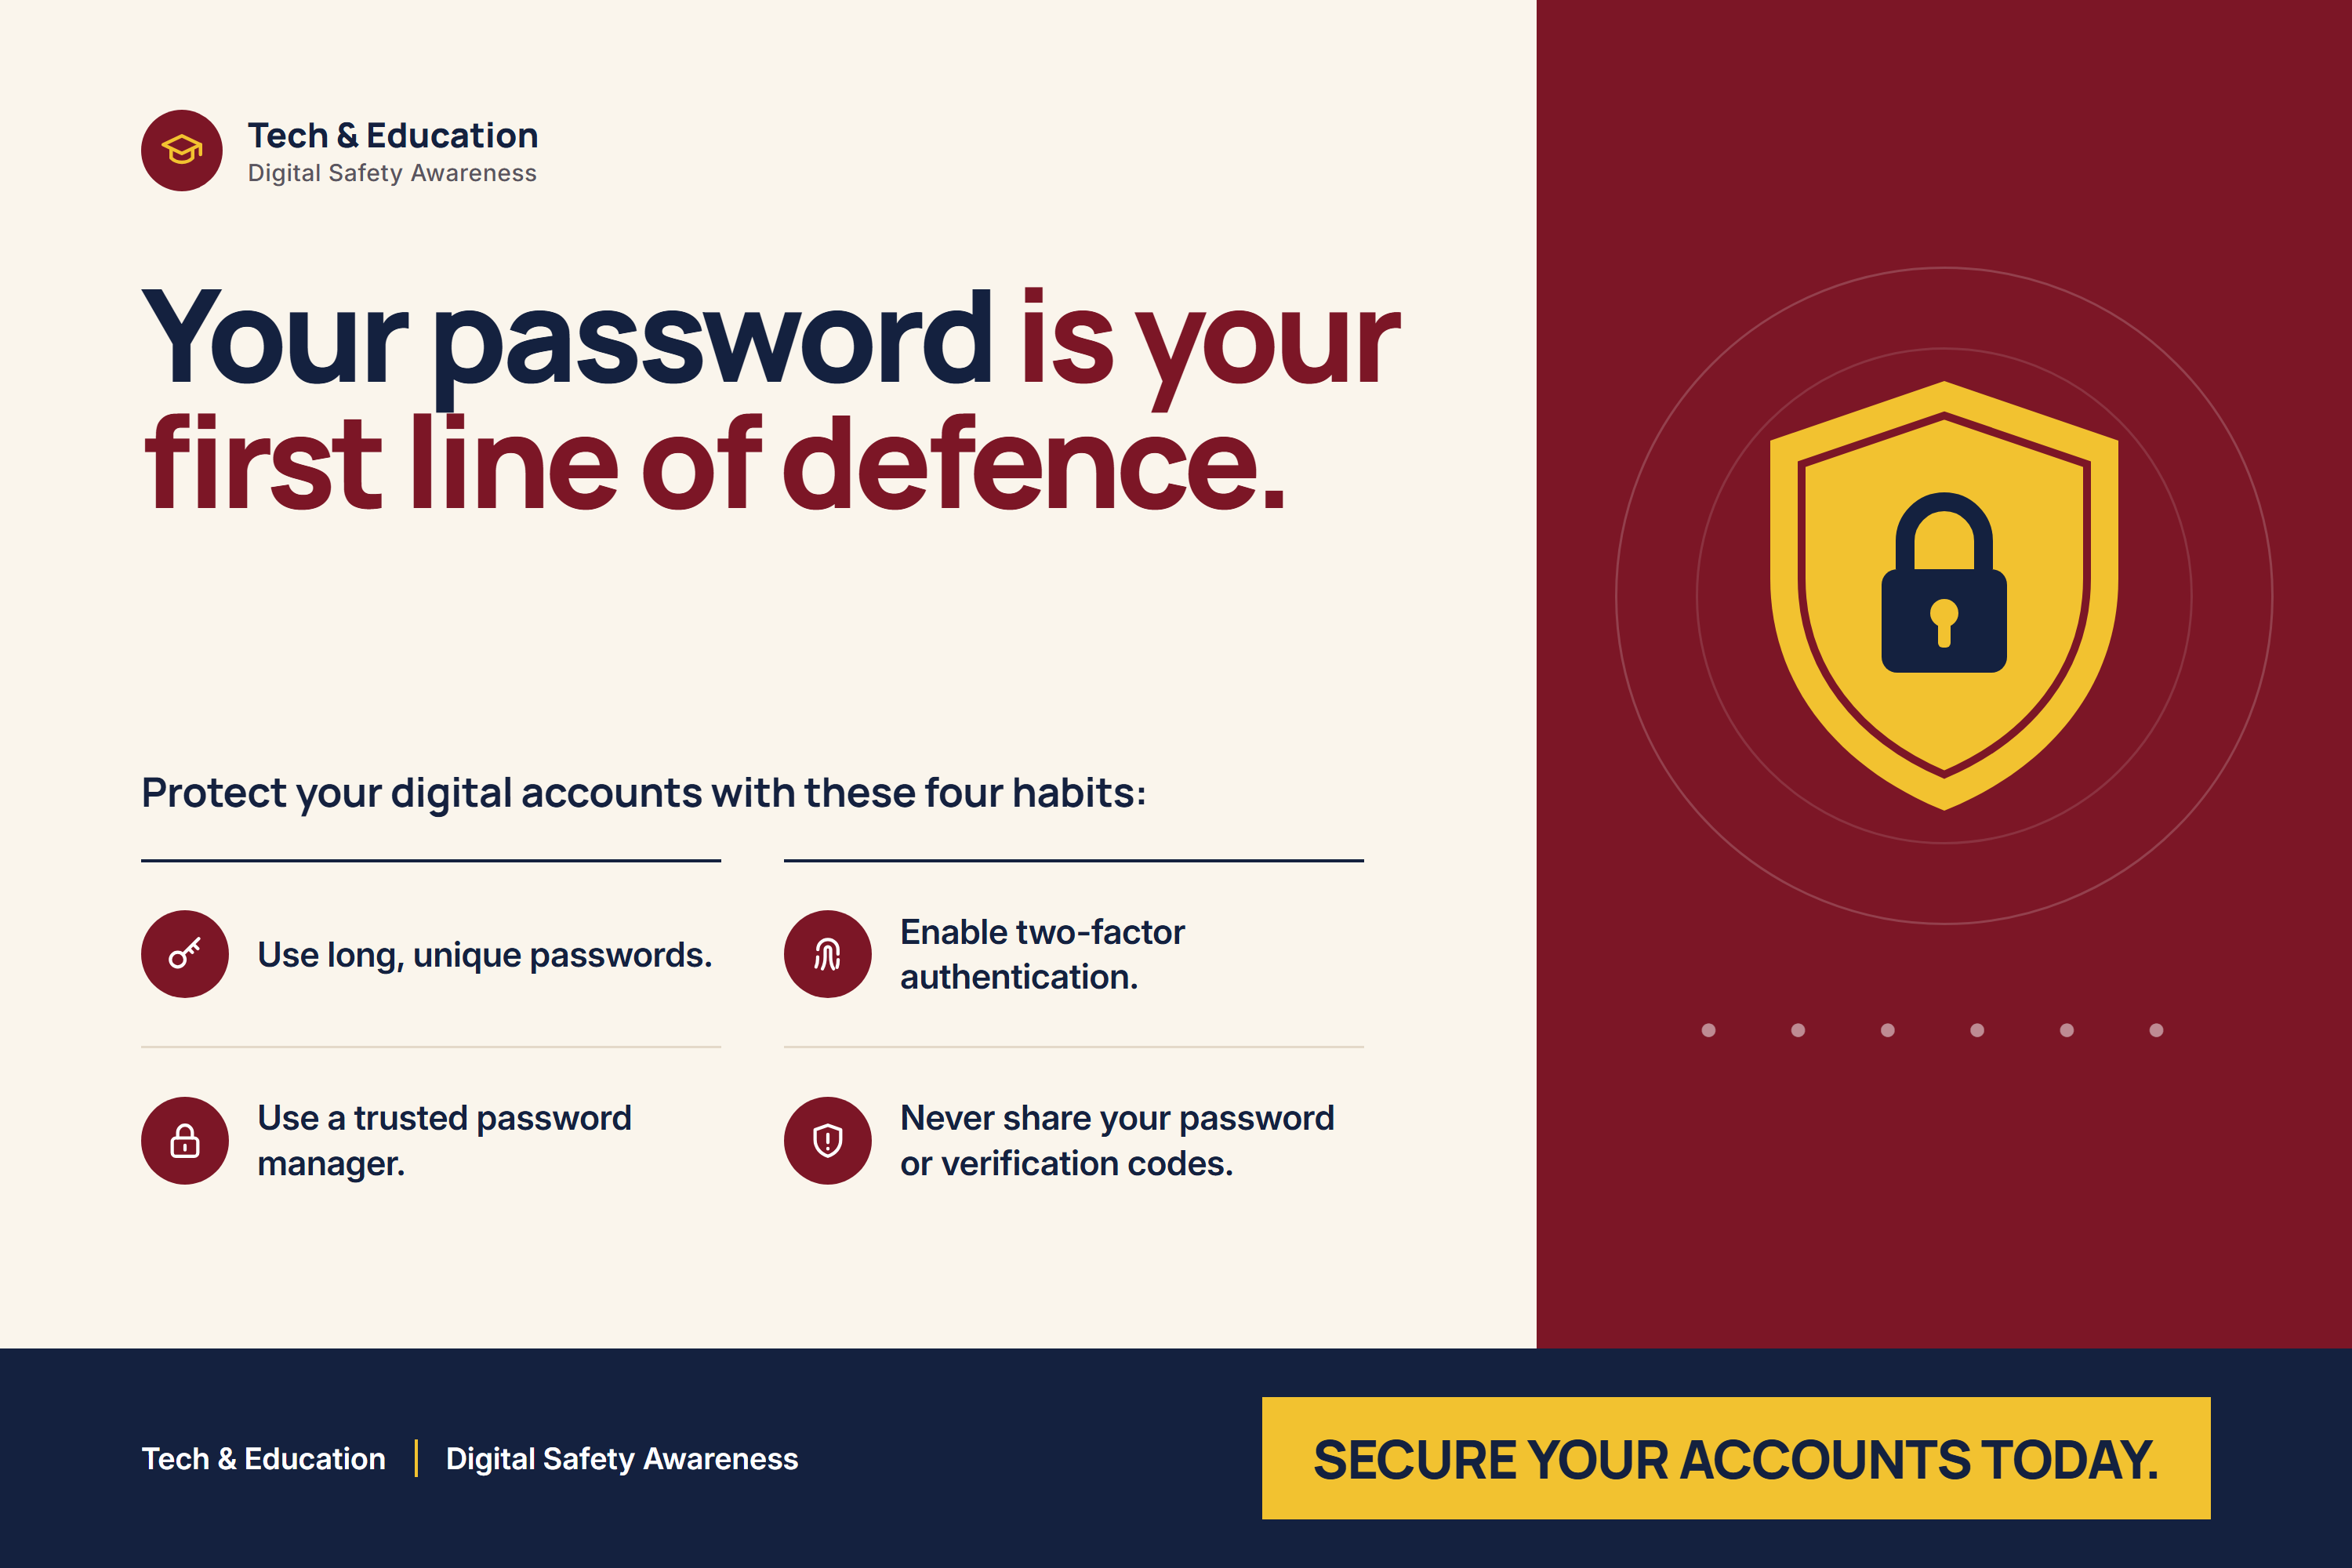 Tech & Education
Digital Safety Awareness
Your password is your
first line of defence.
Protect your digital accounts with these four habits:
Use long, unique passwords.
Enable two-factor
authentication.
Use a trusted password
manager.
Never share your password
or verification codes.
Tech & Education | Digital Safety Awareness
SECURE YOUR ACCOUNTS TODAY.